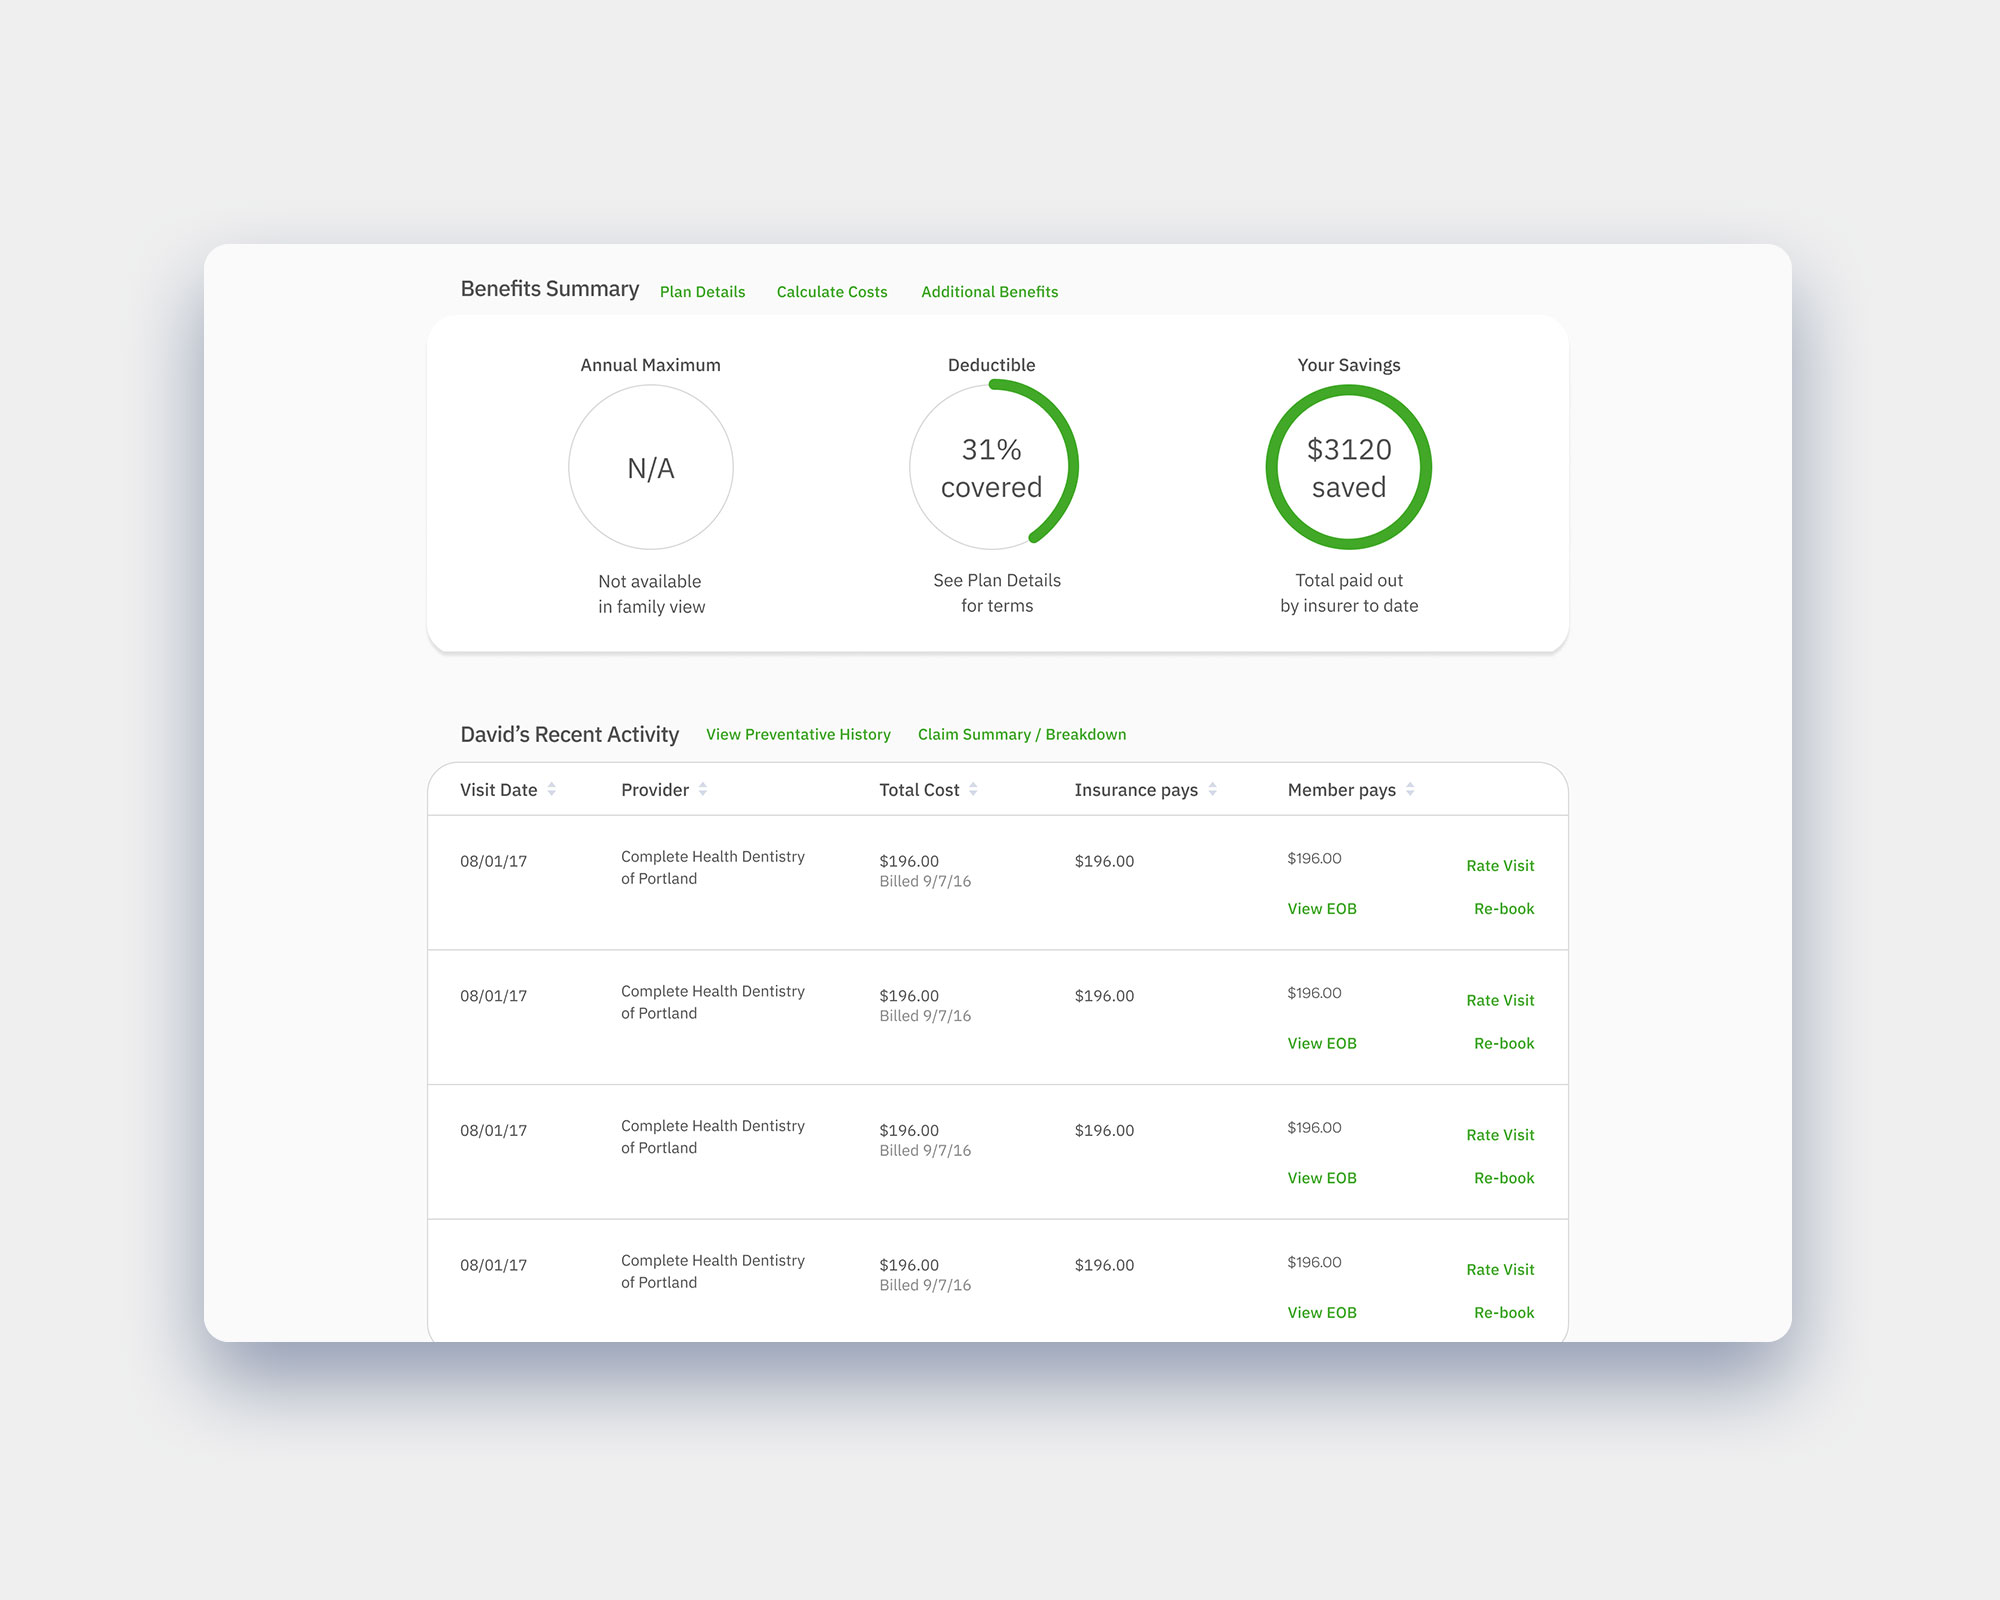 Benefits Summary Plan Details Calculate Costs Additional Benefits
Annual Maximum Deductible Your Savings
N/A
31%
covered
$3120
saved
Not available
in family view
See Plan Details
for terms
Total paid out
by insurer to date
David’s Recent Activity View Preventative History Claim Summary / Breakdown
Visit Date Provider Total Cost Insurance pays Member pays
08/01/17
Complete Health Dentistry
of Portland
$196.00
Billed 9/7/16
$196.00
$196.00
Rate Visit
View EOB
Re-book
08/01/17
Complete Health Dentistry
of Portland
$196.00
Billed 9/7/16
$196.00
$196.00
Rate Visit
View EOB
Re-book
08/01/17
Complete Health Dentistry
of Portland
$196.00
Billed 9/7/16
$196.00
$196.00
Rate Visit
View EOB
Re-book
08/01/17
Complete Health Dentistry
of Portland
$196.00
Billed 9/7/16
$196.00
$196.00
Rate Visit
View EOB
Re-book